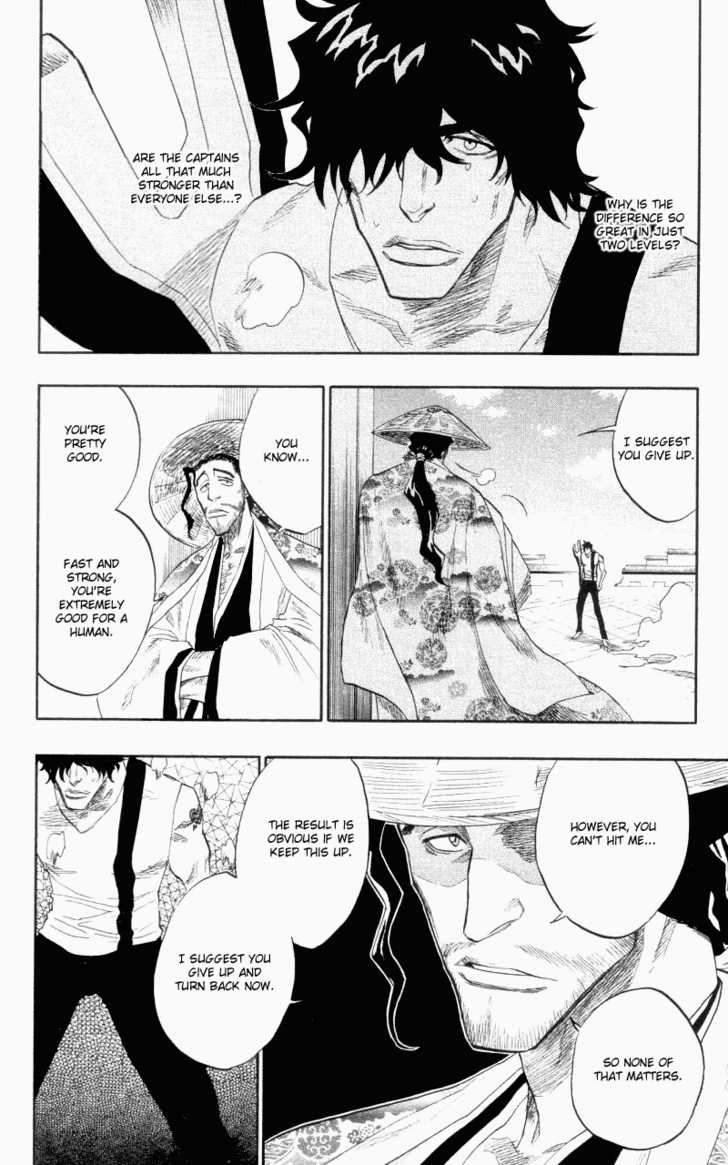 WHY IS THE
DIFFERENCE SO
GREAT IN JUST
TWO LEVELS?
ARE THE CAPTAINS
ALL THAT MUCH
STRONGER THAN
EVERYONE ELSE...?
I SUGGEST
YOU GIVE UP.
YOU
KNOW...
YOU'RE
PRETTY
GOOD.
FAST AND
STRONG,
YOU'RE
EXTREMELY
GOOD FOR A
HUMAN.
HOWEVER, YOU
CAN'T HIT ME...
SO NONE OF
THAT MATTERS.
THE RESULT IS
OBVIOUS IF WE
KEEP THIS UP.
I SUGGEST YOU
GIVE UP AND
TURN BACK NOW.